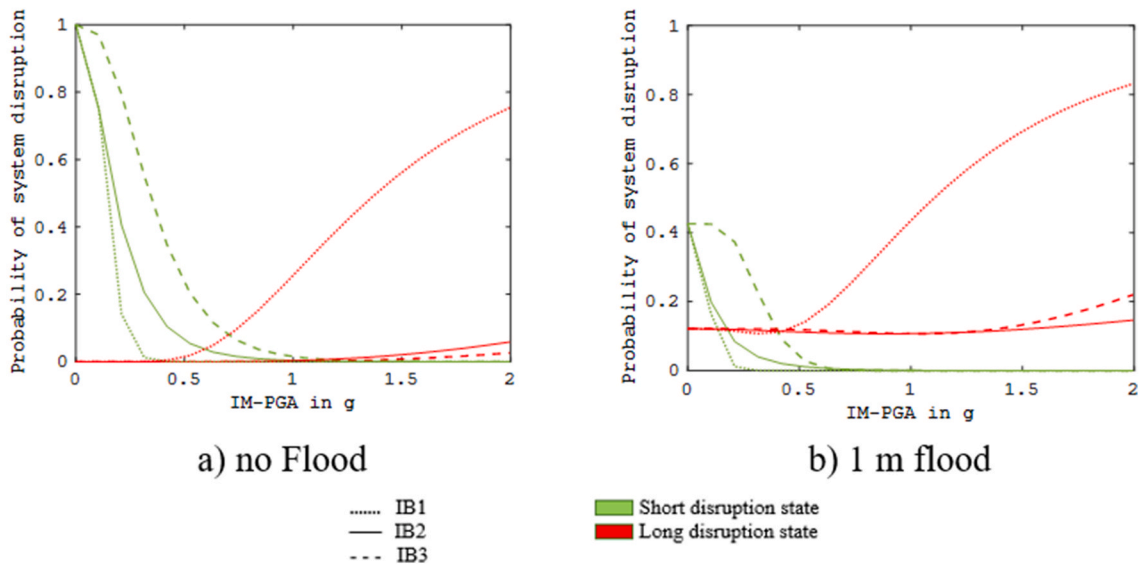 Probability of system disruption
1
0.8
0.6
0.4
0.2
0
0
0.5
1
1.5
2
IM-PGA in g
a) no Flood
Probability of system disruption
1
0.8
0.6
0.4
0.2
0
0
0.5
1
1.5
2
IM-PGA in g
b) 1 m flood
IB1
IB2
IB3
Short disruption state
Long disruption state